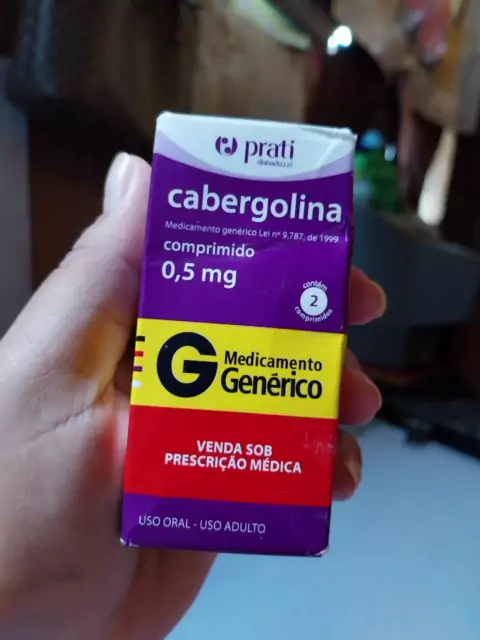 prati
donaduzzi
cabergolina
Medicamento genérico Lei nº 9.787, de 1999
comprimido
0,5 mg
contém
2
comprimidos
G
Medicamento
Genérico
VENDA SOB
PRESCRIÇÃO MÉDICA
USO ORAL - USO ADULTO